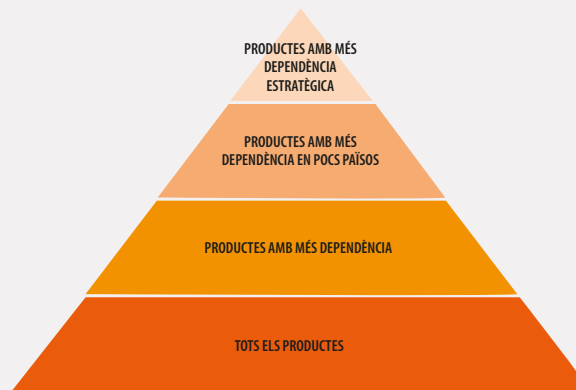 PRODUCTES AMB MÉS
DEPENDÈNCIA
ESTRATÈGICA
PRODUCTES AMB MÉS
DEPENDÈNCIA EN POCS PAÏSOS
PRODUCTES AMB MÉS DEPENDÈNCIA
TOTS ELS PRODUCTES